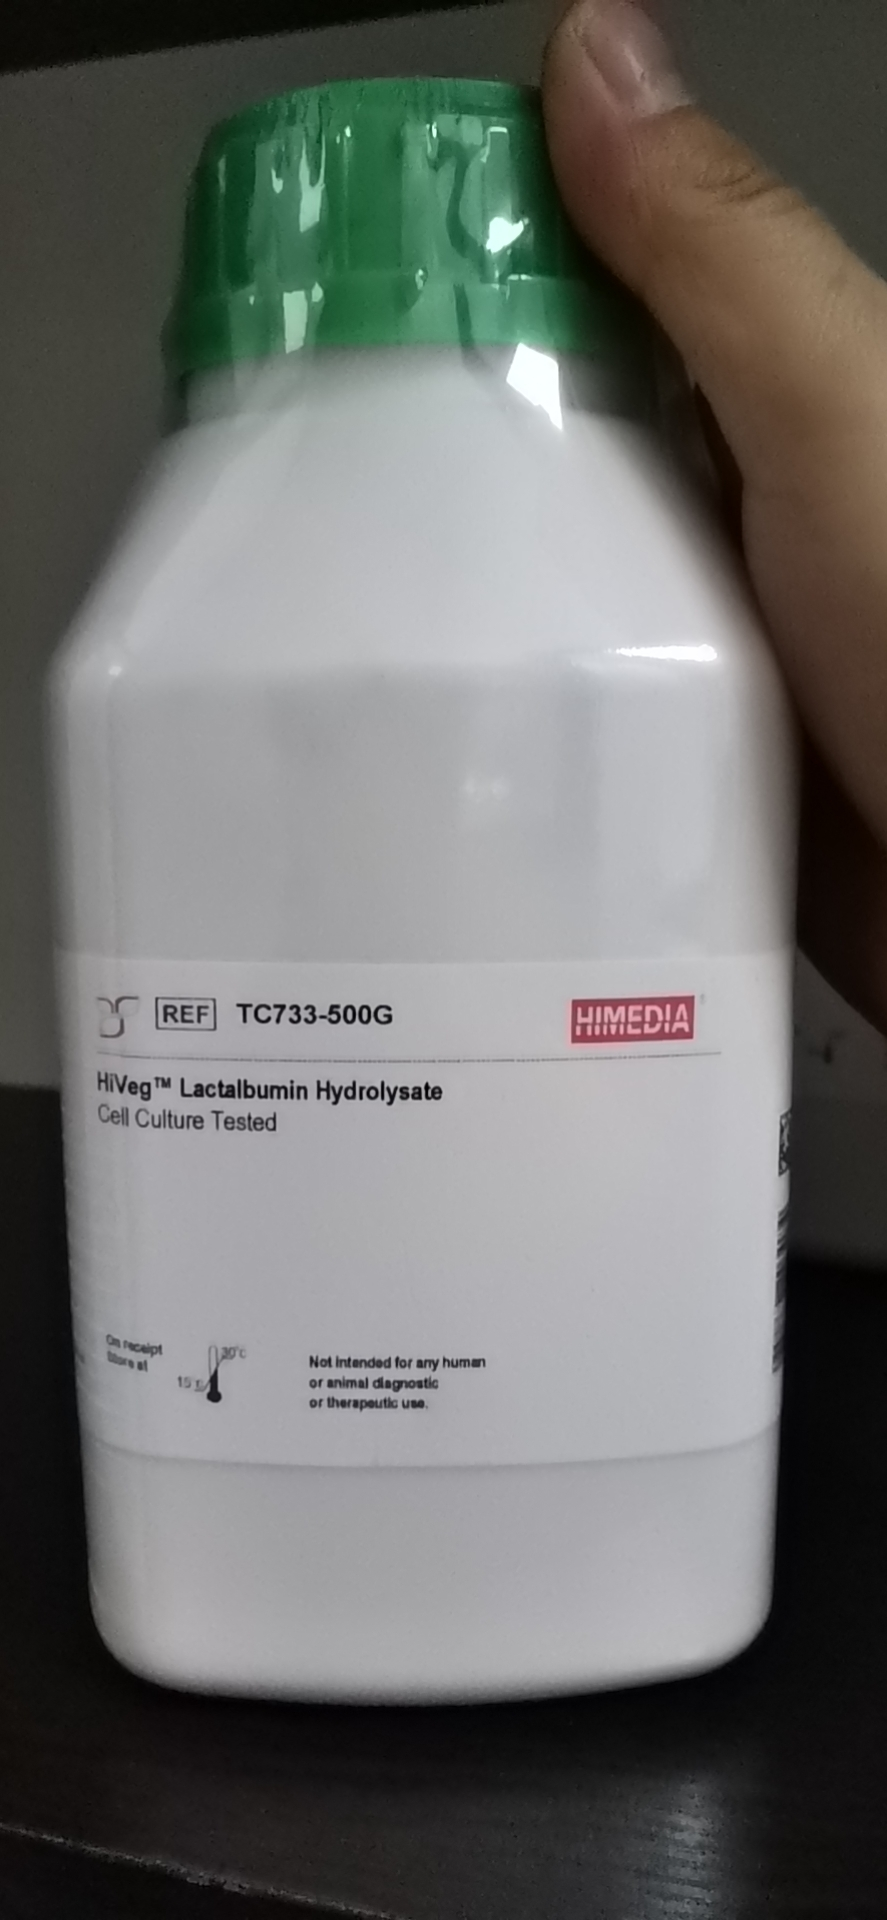 REF TC733-500G
HIMEDIA
HiVeg™ Lactalbumin Hydrolysate
Cell Culture Tested
On receipt
Store at
30°C
15°C
Not intended for any human
or animal diagnostic
or therapeutic use.